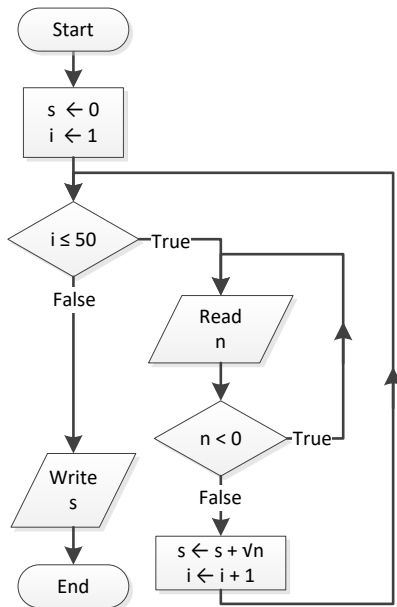 Start
s ← 0
i ← 1
i ≤ 50
True
False
Read
n
n < 0
True
False
s ← s + √n
i ← i + 1
Write
s
End